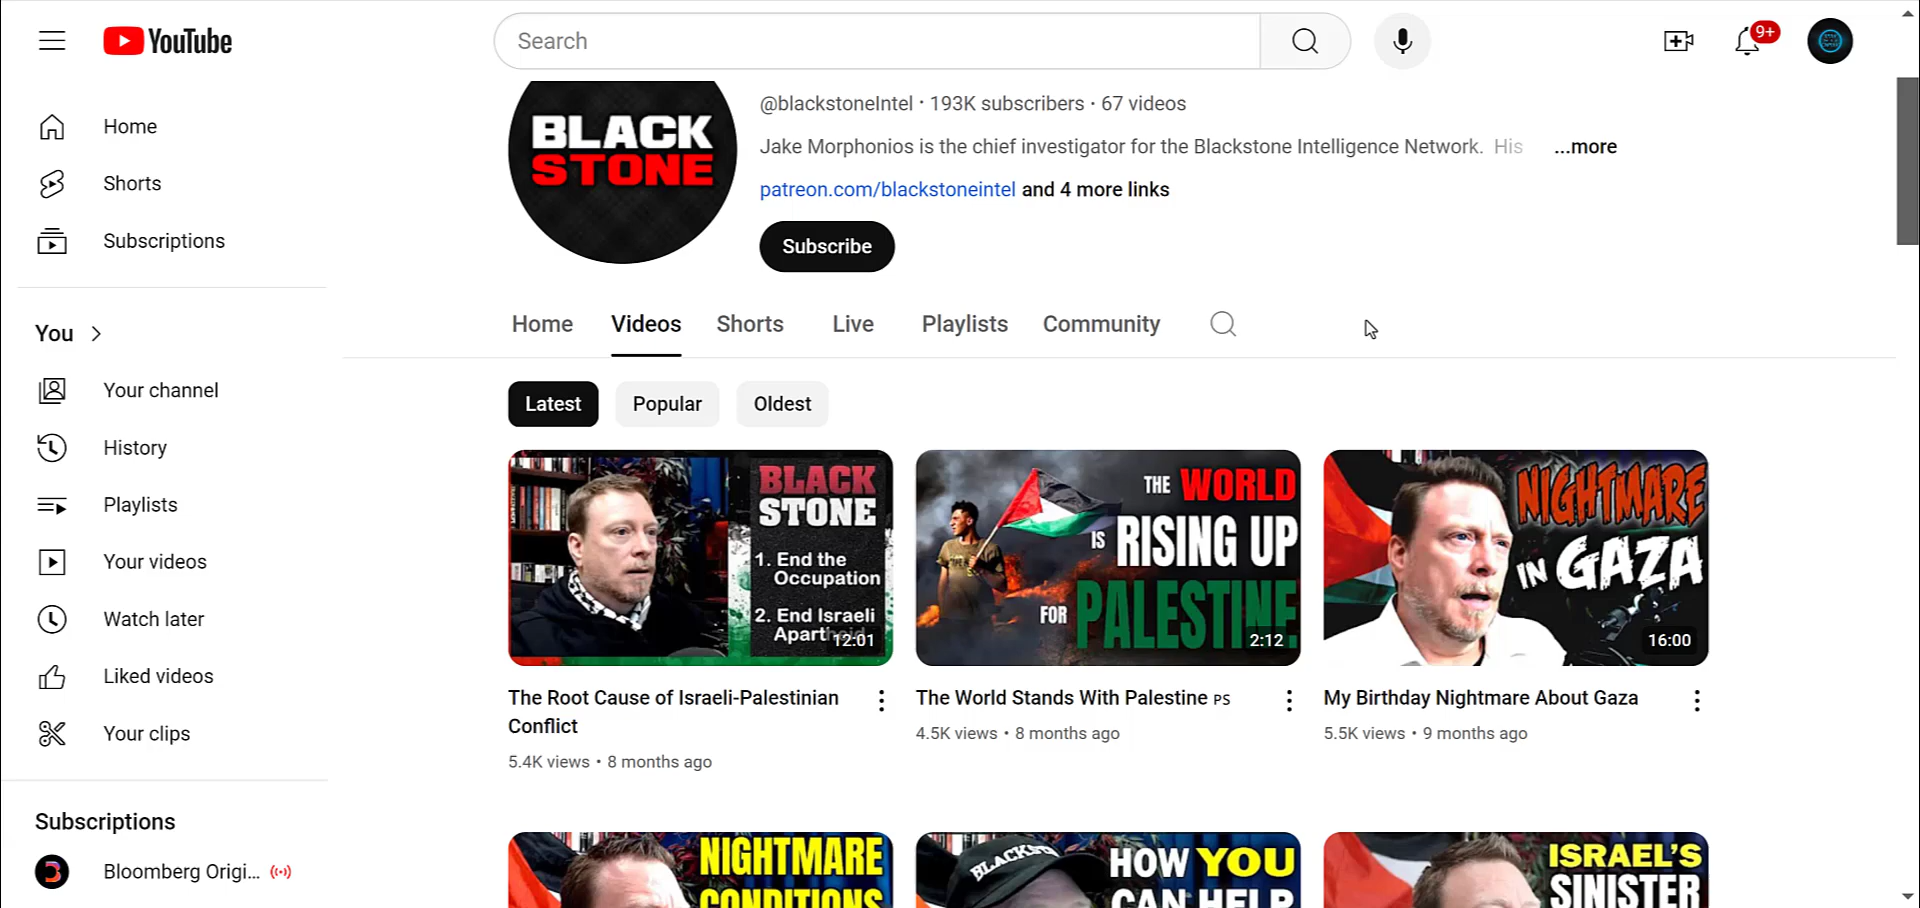 YouTube
Search
9+
Home
Shorts
Subscriptions
You
Your channel
History
Playlists
Your videos
Watch later
Liked videos
Your clips
Subscriptions
Bloomberg Origi...
BLACK
STONE
@blackstoneIntel · 193K subscribers · 67 videos
Jake Morphonios is the chief investigator for the Blackstone Intelligence Network. His ...more
patreon.com/blackstoneintel and 4 more links
Subscribe
Home Videos Shorts Live Playlists Community
Latest Popular Oldest
BLACK
STONE
1. End the
Occupation
2. End Israeli
12:01
The Root Cause of Israeli-Palestinian
Conflict
5.4K views • 8 months ago
THE WORLD
IS RISING UP
FOR PALESTINE
2:12
The World Stands With Palestine PS
4.5K views • 8 months ago
NIGHTMARE
IN GAZA
16:00
My Birthday Nightmare About Gaza
5.5K views • 9 months ago
NIGHTMARE
CONDITIONS
BLACKST
HOW YOU
CAN HELP
ISRAEL'S
SINISTER